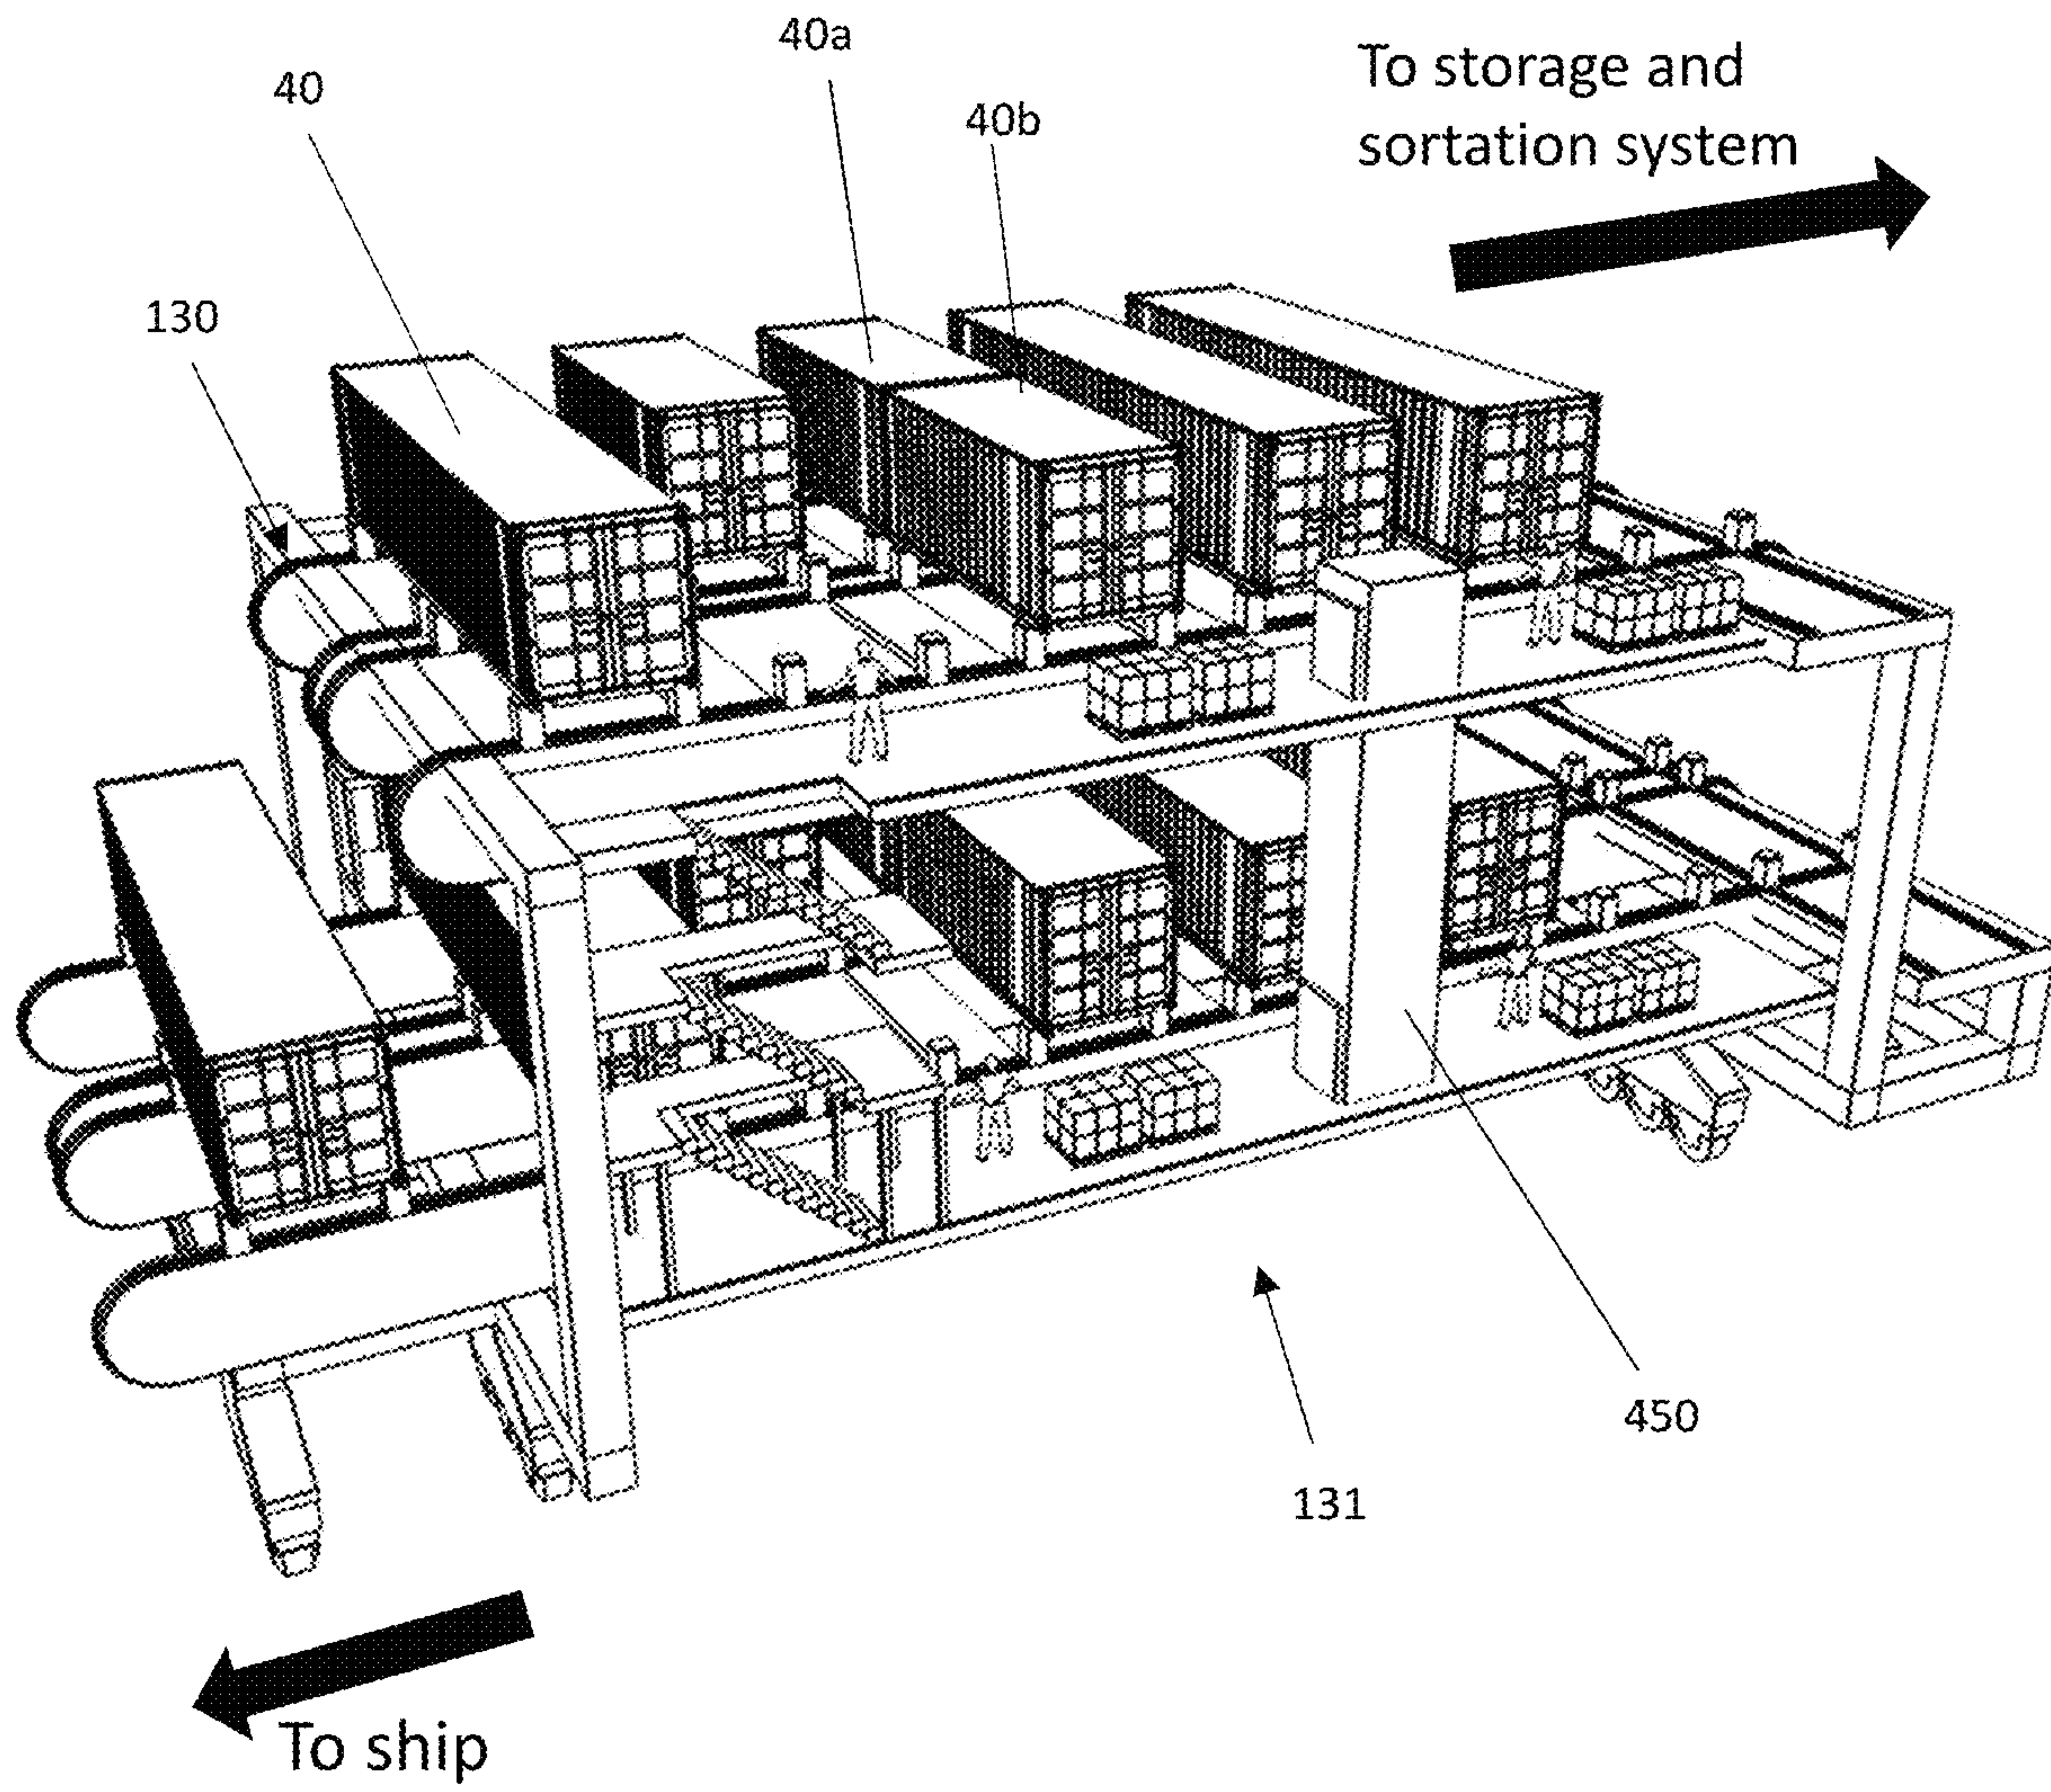 40a
To storage and
40
40b
sortation system
130
450
131
To ship